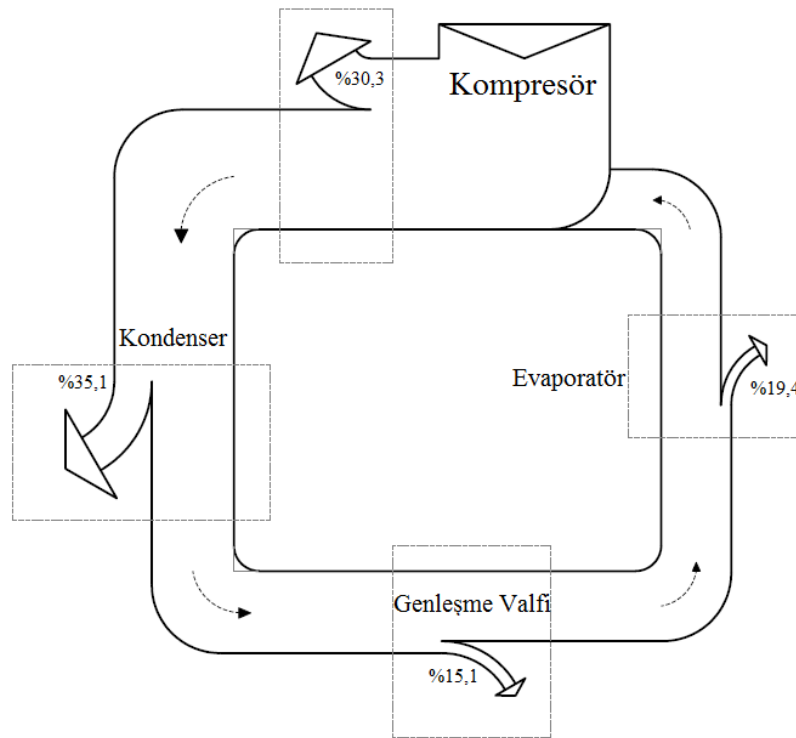 %30,3
Kompresör
Kondenser
%35,1
Evaporatör
%19,4
Genleşme Valfi
%15,1